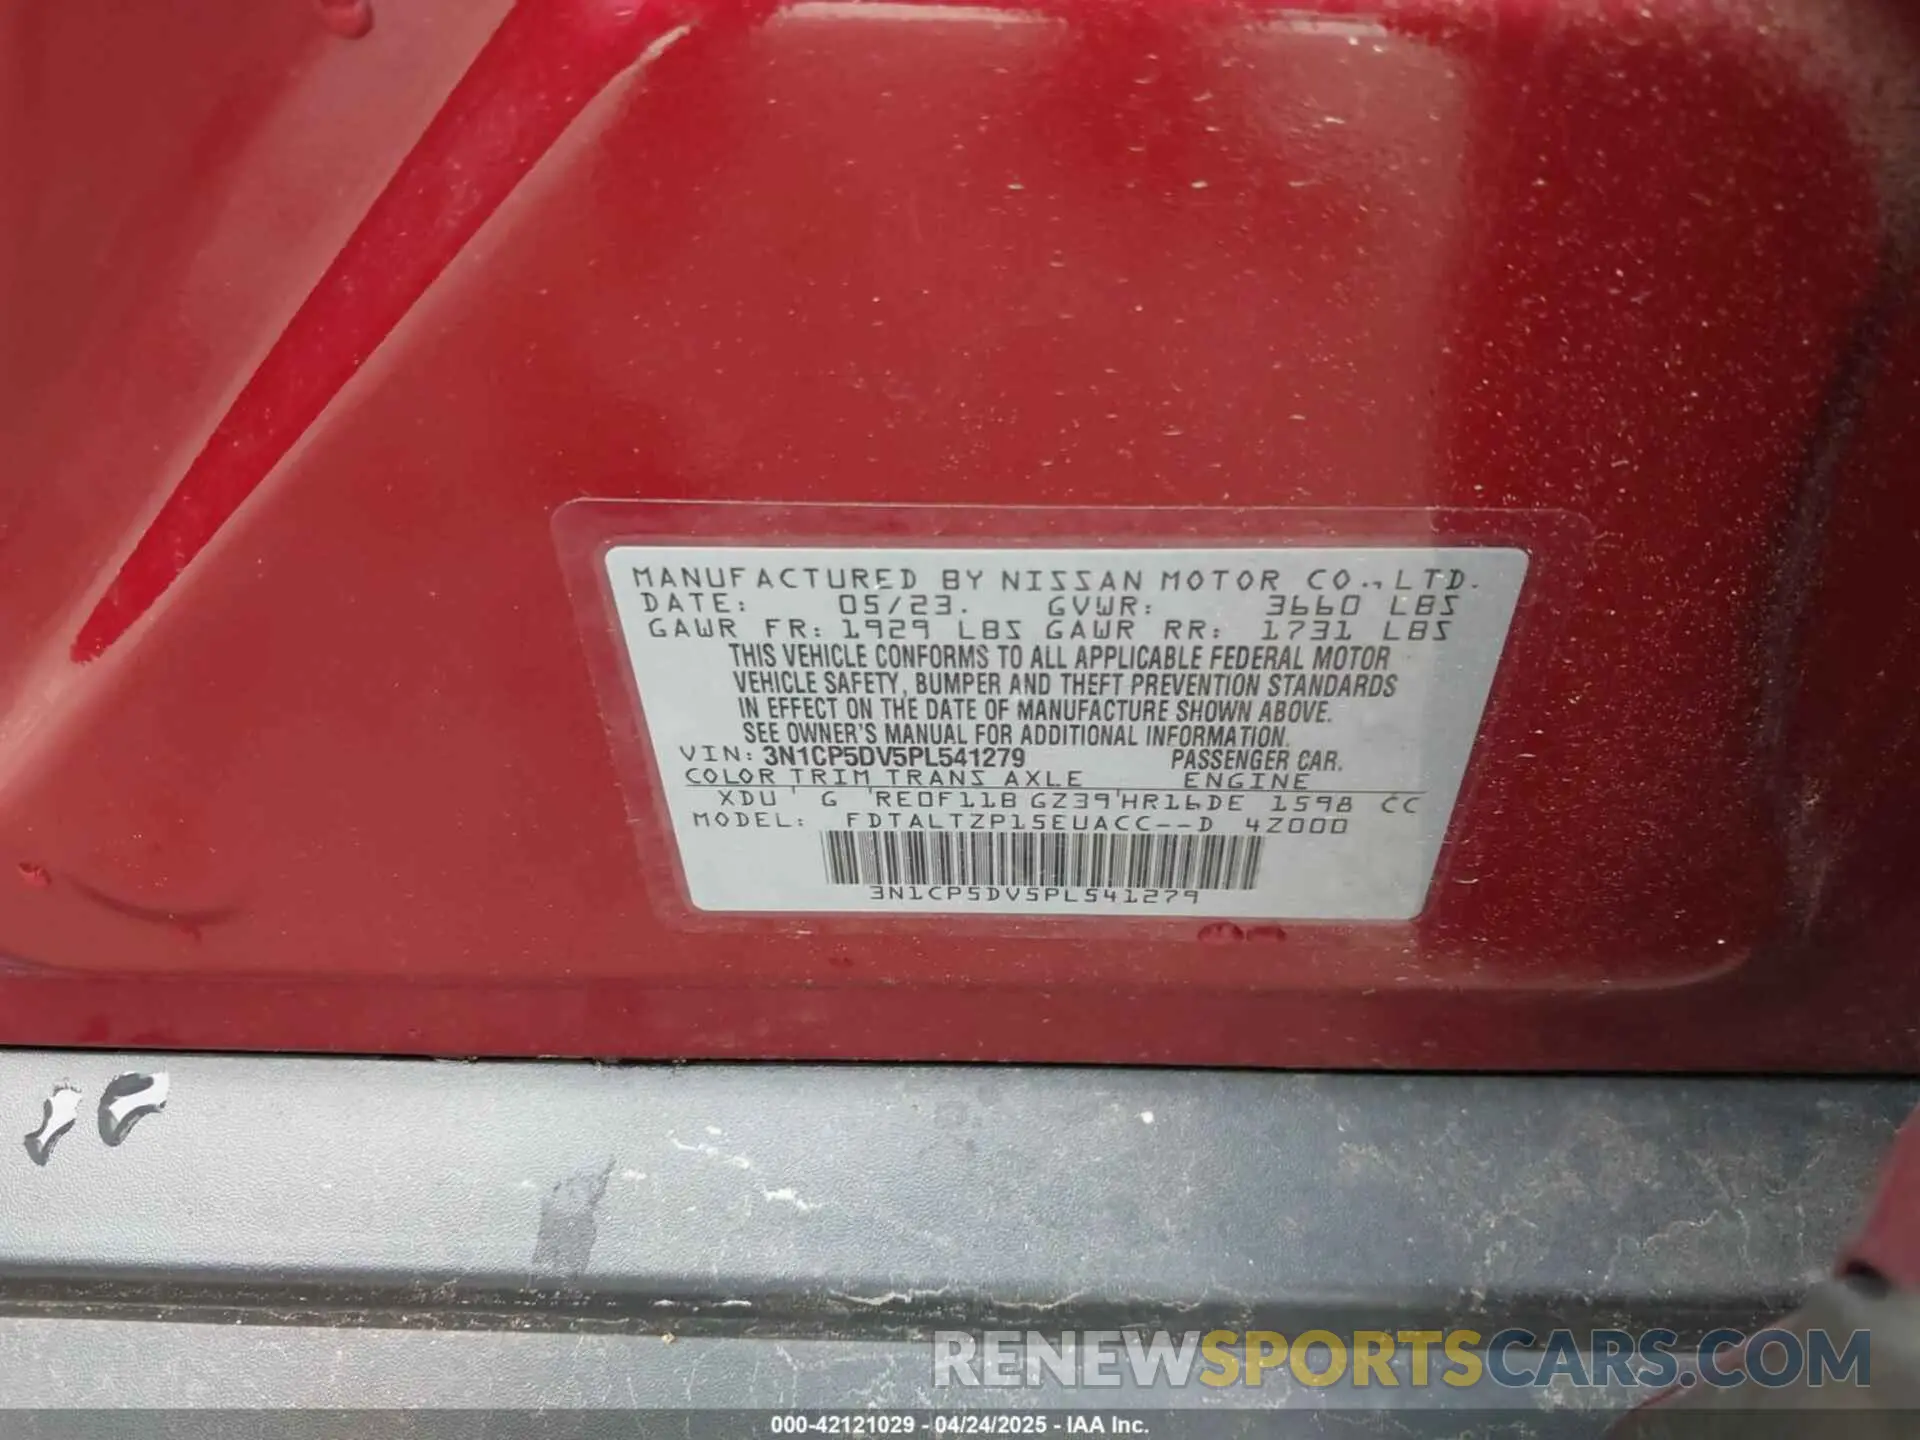 MANUFACTURED BY NISSAN MOTOR CO., LTD.
DATE: 05/23. GVWR: 3660 LBS
GAWR FR: 1929 LBS GAWR RR: 1731 LBS
THIS VEHICLE CONFORMS TO ALL APPLICABLE FEDERAL MOTOR
VEHICLE SAFETY, BUMPER AND THEFT PREVENTION STANDARDS
IN EFFECT ON THE DATE OF MANUFACTURE SHOWN ABOVE.
SEE OWNER'S MANUAL FOR ADDITIONAL INFORMATION.
VIN: 3N1CP5DV5PL541279 PASSENGER CAR.
COLOR TRIM TRANS AXLE ENGINE
XDU ' G 'RE0F11B GZ39'HR16DE 1598 CC
MODEL: FDTALTZP15EUACC--D 4Z000
3N1CP5DV5PL541279
RENEWSPORTSCARS.COM
000-42121029 - 04/24/2025 - IAA Inc.